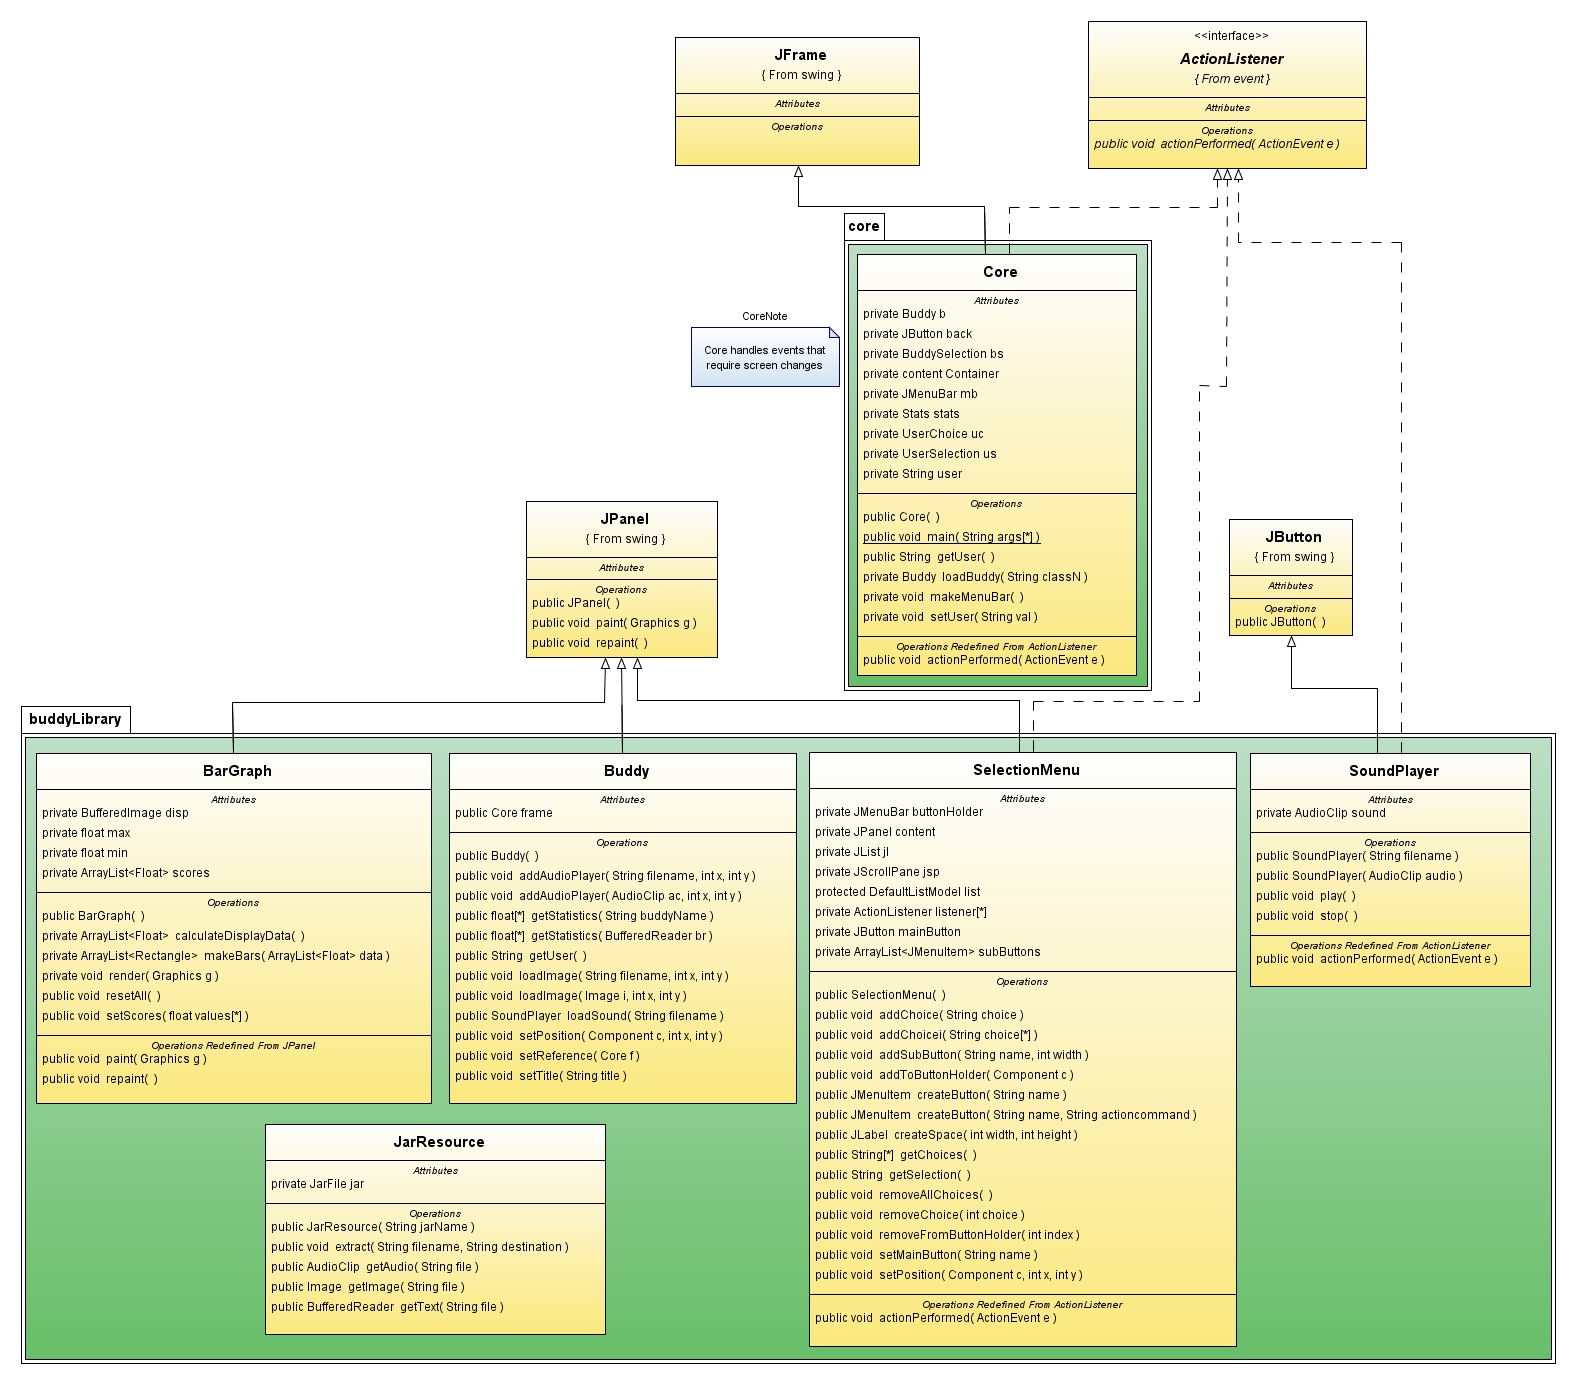 JFrame
{ From swing }
Attributes
Operations
<<interface>>
ActionListener
{ From event }
Attributes
Operations
public void actionPerformed( ActionEvent e )
core
Core
Attributes
private Buddy b
private JButton back
private BuddySelection bs
private content Container
private JMenuBar mb
private Stats stats
private UserChoice uc
private UserSelection us
private String user
Operations
public Core( )
public void main( String args[*] )
public String getUser( )
private Buddy loadBuddy( String classN )
private void makeMenuBar( )
private void setUser( String val )
Operations Redefined From ActionListener
public void actionPerformed( ActionEvent e )
CoreNote
Core handles events that
require screen changes
JPanel
{ From swing }
Attributes
Operations
public JPanel( )
public void paint( Graphics g )
public void repaint( )
JButton
{ From swing }
Attributes
Operations
public JButton( )
buddyLibrary
BarGraph
Attributes
private BufferedImage disp
private float max
private float min
private ArrayList<Float> scores
Operations
public BarGraph( )
private ArrayList<Float> calculateDisplayData( )
private ArrayList<Rectangle> makeBars( ArrayList<Float> data )
private void render( Graphics g )
public void resetAll( )
public void setScores( float values[*] )
Operations Redefined From JPanel
public void paint( Graphics g )
public void repaint( )
Buddy
Attributes
public Core frame
Operations
public Buddy( )
public void addAudioPlayer( String filename, int x, int y )
public void addAudioPlayer( AudioClip ac, int x, int y )
public float[*] getStatistics( String buddyName )
public float[*] getStatistics( BufferedReader br )
public String getUser( )
public void loadImage( String filename, int x, int y )
public void loadImage( Image i, int x, int y )
public SoundPlayer loadSound( String filename )
public void setPosition( Component c, int x, int y )
public void setReference( Core f )
public void setTitle( String title )
SelectionMenu
Attributes
private JMenuBar buttonHolder
private JPanel content
private JList jl
private JScrollPane jsp
protected DefaultListModel list
private ActionListener listener[*]
private JButton mainButton
private ArrayList<JMenuItem> subButtons
Operations
public SelectionMenu( )
public void addChoice( String choice )
public void addChoicei( String choice[*] )
public void addSubButton( String name, int width )
public void addToButtonHolder( Component c )
public JMenuItem createButton( String name )
public JMenuItem createButton( String name, String actioncommand )
public JLabel createSpace( int width, int height )
public String[*] getChoices( )
public String getSelection( )
public void removeAllChoices( )
public void removeChoice( int choice )
public void removeFromButtonHolder( int index )
public void setMainButton( String name )
public void setPosition( Component c, int x, int y )
Operations Redefined From ActionListener
public void actionPerformed( ActionEvent e )
SoundPlayer
Attributes
private AudioClip sound
Operations
public SoundPlayer( String filename )
public SoundPlayer( AudioClip audio )
public void play( )
public void stop( )
Operations Redefined From ActionListener
public void actionPerformed( ActionEvent e )
JarResource
Attributes
private JarFile jar
Operations
public JarResource( String jarName )
public void extract( String filename, String destination )
public AudioClip getAudio( String file )
public Image getImage( String file )
public BufferedReader getText( String file )